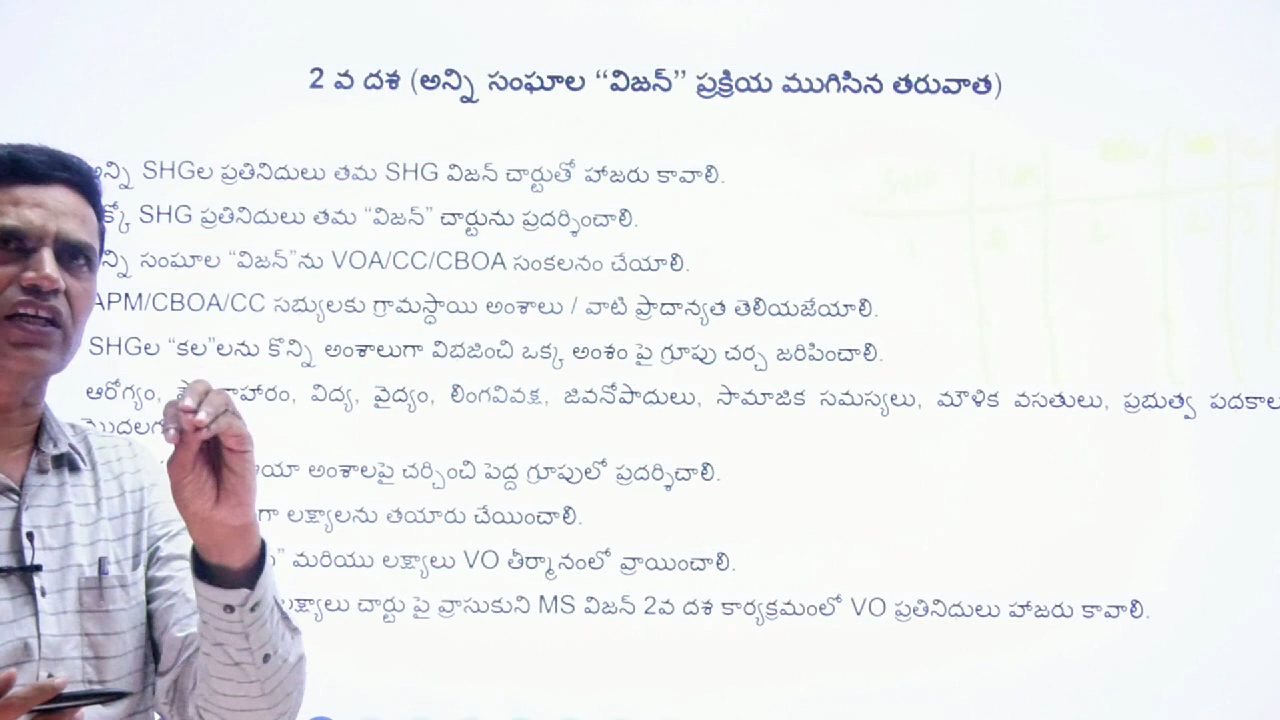 2 వ దశ (అన్ని సంఘాల “విజన్” ప్రక్రియ ముగిసిన తరువాత)
SHGల ప్రతినిదులు తమ SHG విజన్ చార్టుతో హాజరు కావాలి.
SHG ప్రతినిదులు తమ “విజన్” చార్టును ప్రదర్శించాలి.
సంఘాల “విజన్”ను VOA/CC/CBOA సంకలనం చేయాలి.
APM/CBOA/CC సబ్యులకు గ్రామస్థాయి అంశాలు / వాటి ప్రాదాన్యత తెలియజేయాలి.
SHGల “కల”లను కొన్ని అంశాలుగా విబజించి ఒక్క అంశం పై గ్రూపు చర్చ జరిపించాలి.
ఆరోగ్యం, విద్య, వైద్యం, లింగవివక్ష, జీవనోపాదులు, సామాజిక సమస్యలు, మౌళిక వసతులు, ప్రభుత్వ
అంశాలపై చర్చించి పెద్ద గ్రూపులో ప్రదర్శిచాలి.
లక్ష్యాలను తయారు చేయించాలి.
మరియు లక్ష్యాలు VO తీర్మానంలో వ్రాయించాలి.
చార్టు పై వ్రాసుకుని MS విజన్ 2వ దశ కార్యక్రమంలో VO ప్రతినిధులు హాజరు కావాలి.